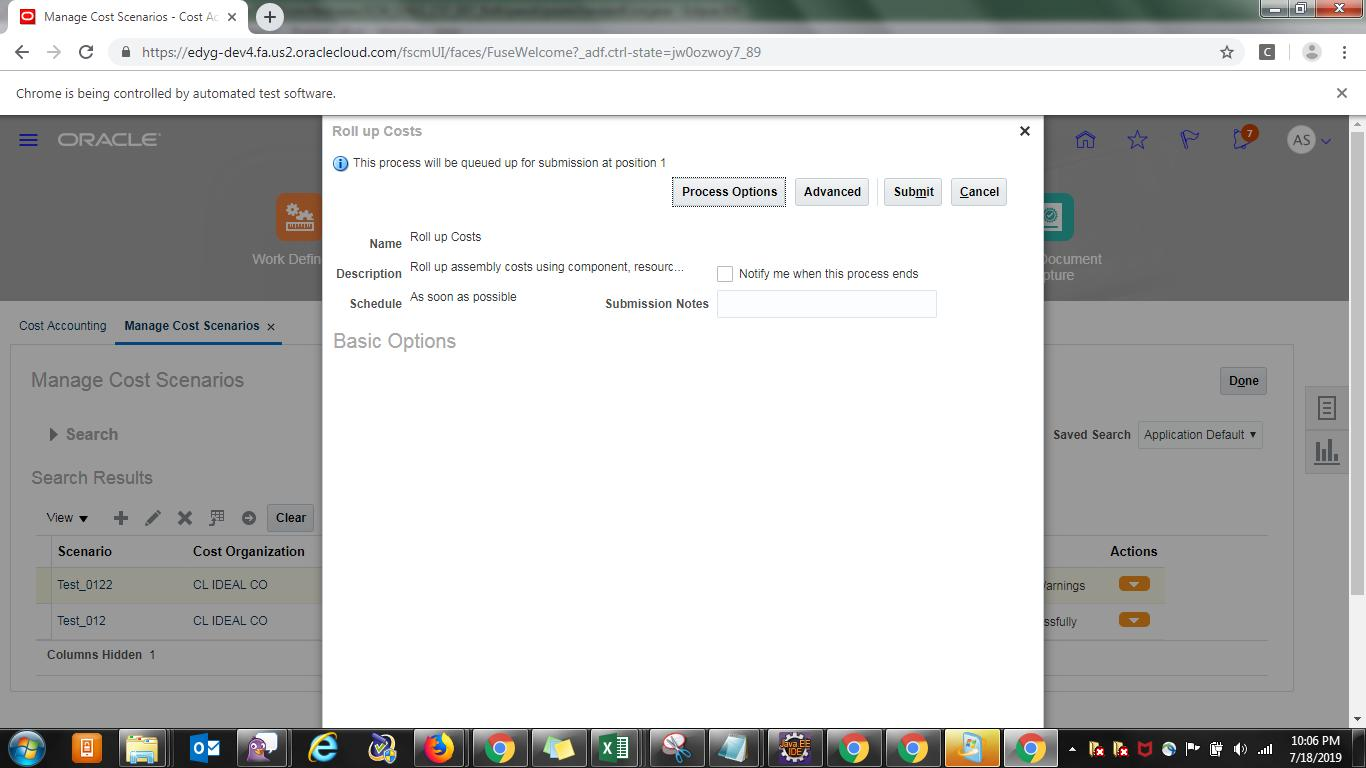 Manage Cost Scenarios - Cost Ac
https://edyg-dev4.fa.us2.oraclecloud.com/fscmUI/faces/FuseWelcome?_adf.ctrl-state=jw0ozwoy7_89
C
Chrome is being controlled by automated test software.
ORACLE
7
AS
Work Defin
Document
pture
Roll up Costs
This process will be queued up for submission at position 1
Process Options
Advanced
Submit
Cancel
Name Roll up Costs
Description Roll up assembly costs using component, resourc...
Notify me when this process ends
Schedule As soon as possible
Submission Notes
Basic Options
Cost Accounting
Manage Cost Scenarios
Manage Cost Scenarios
Done
Search
Saved Search Application Default
Search Results
View
Clear
Scenario Cost Organization Actions
Test_0122 CL IDEAL CO Warnings
Test_012 CL IDEAL CO ssfully
Columns Hidden 1
Java EE
IDE
10:06 PM
7/18/2019